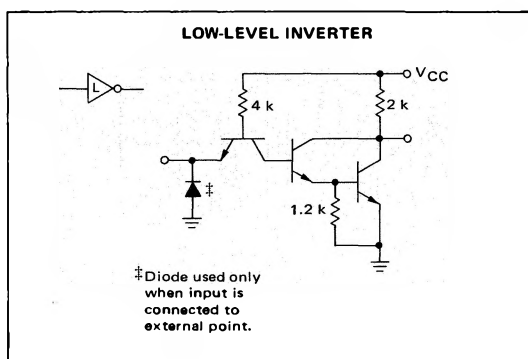 LOW-LEVEL INVERTER
L
VCC
4 k
2 k
‡
1.2 k
‡Diode used only
when input is
connected to
external point.